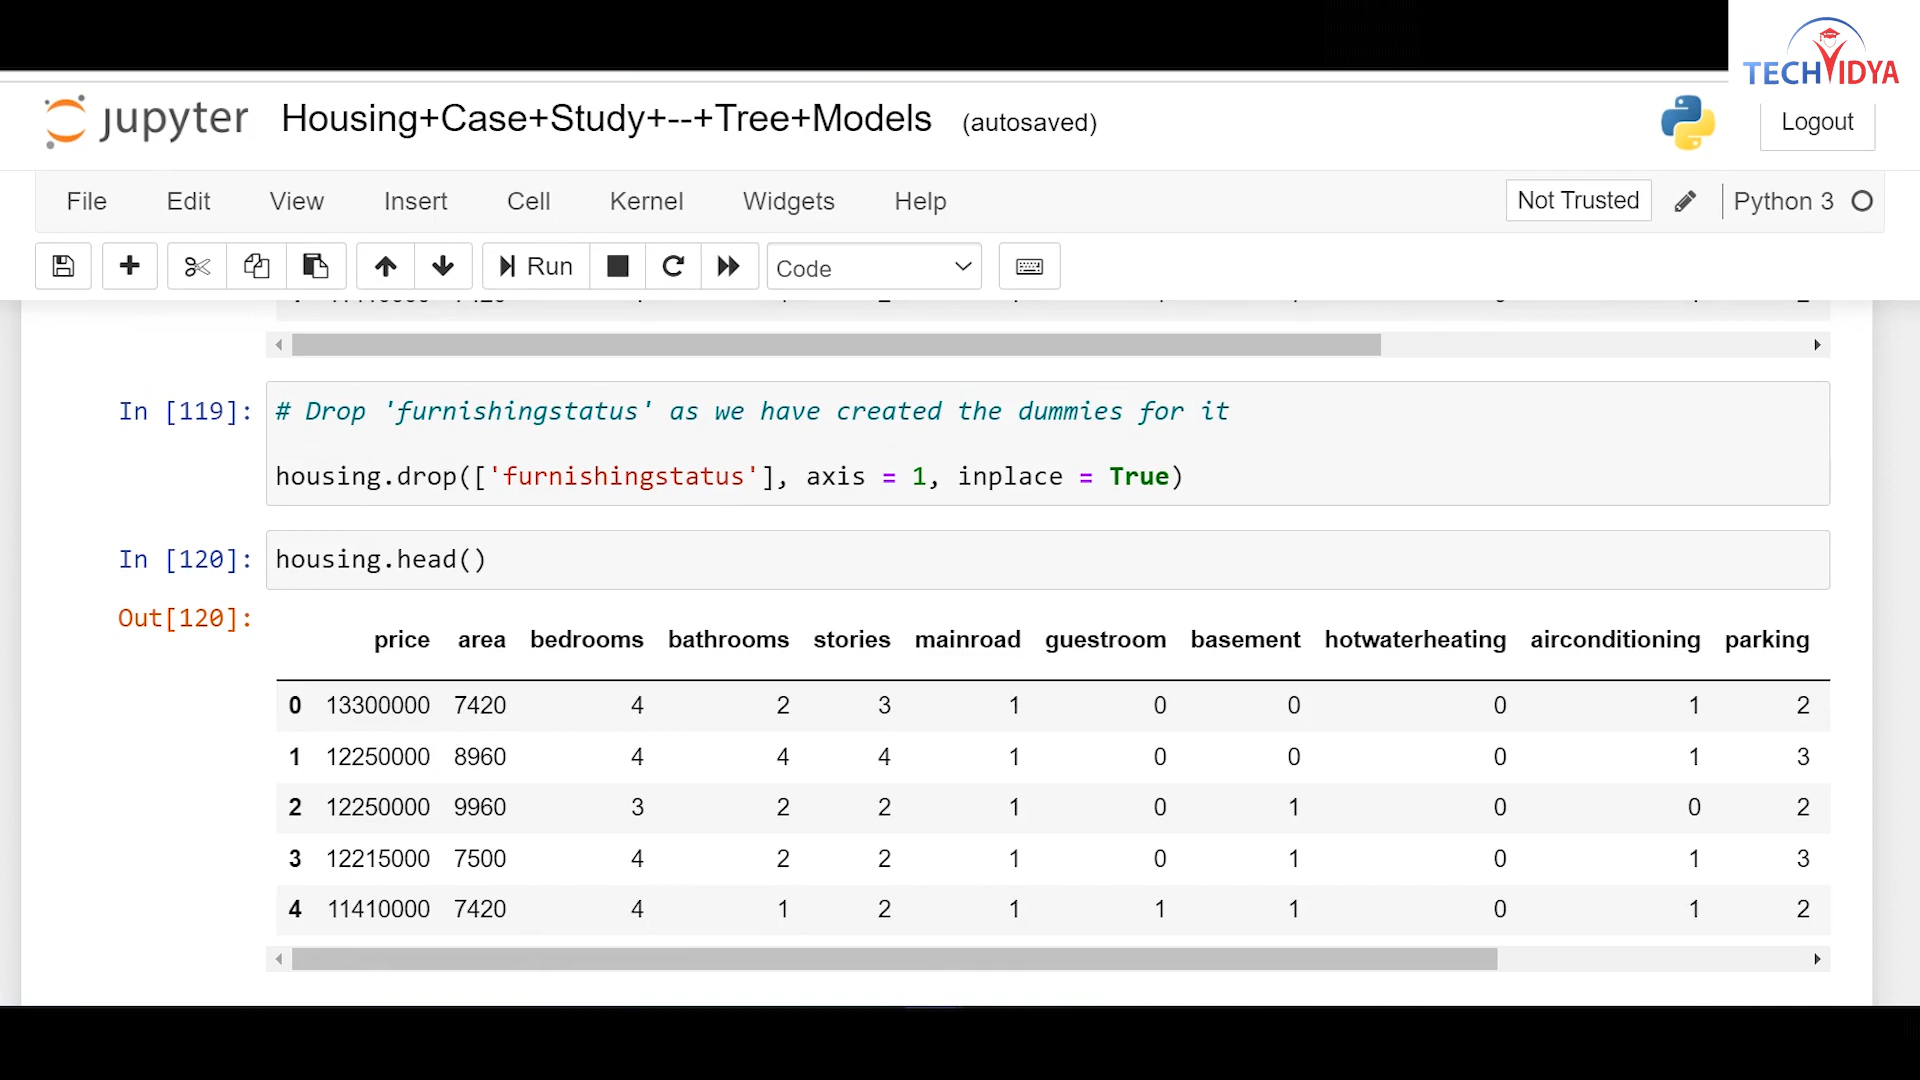 TECHVIDYA
jupyter Housing+Case+Study+--+Tree+Models (autosaved) Logout
File Edit View Insert Cell Kernel Widgets Help Not Trusted Python 3
Run Code
In [119]: # Drop 'furnishingstatus' as we have created the dummies for it
housing.drop(['furnishingstatus'], axis = 1, inplace = True)
In [120]: housing.head()
Out[120]:
price area bedrooms bathrooms stories mainroad guestroom basement hotwaterheating airconditioning parking
0 13300000 7420 4 2 3 1 0 0 0 1 2
1 12250000 8960 4 4 4 1 0 0 0 1 3
2 12250000 9960 3 2 2 1 0 1 0 0 2
3 12215000 7500 4 2 2 1 0 1 0 1 3
4 11410000 7420 4 1 2 1 1 1 0 1 2